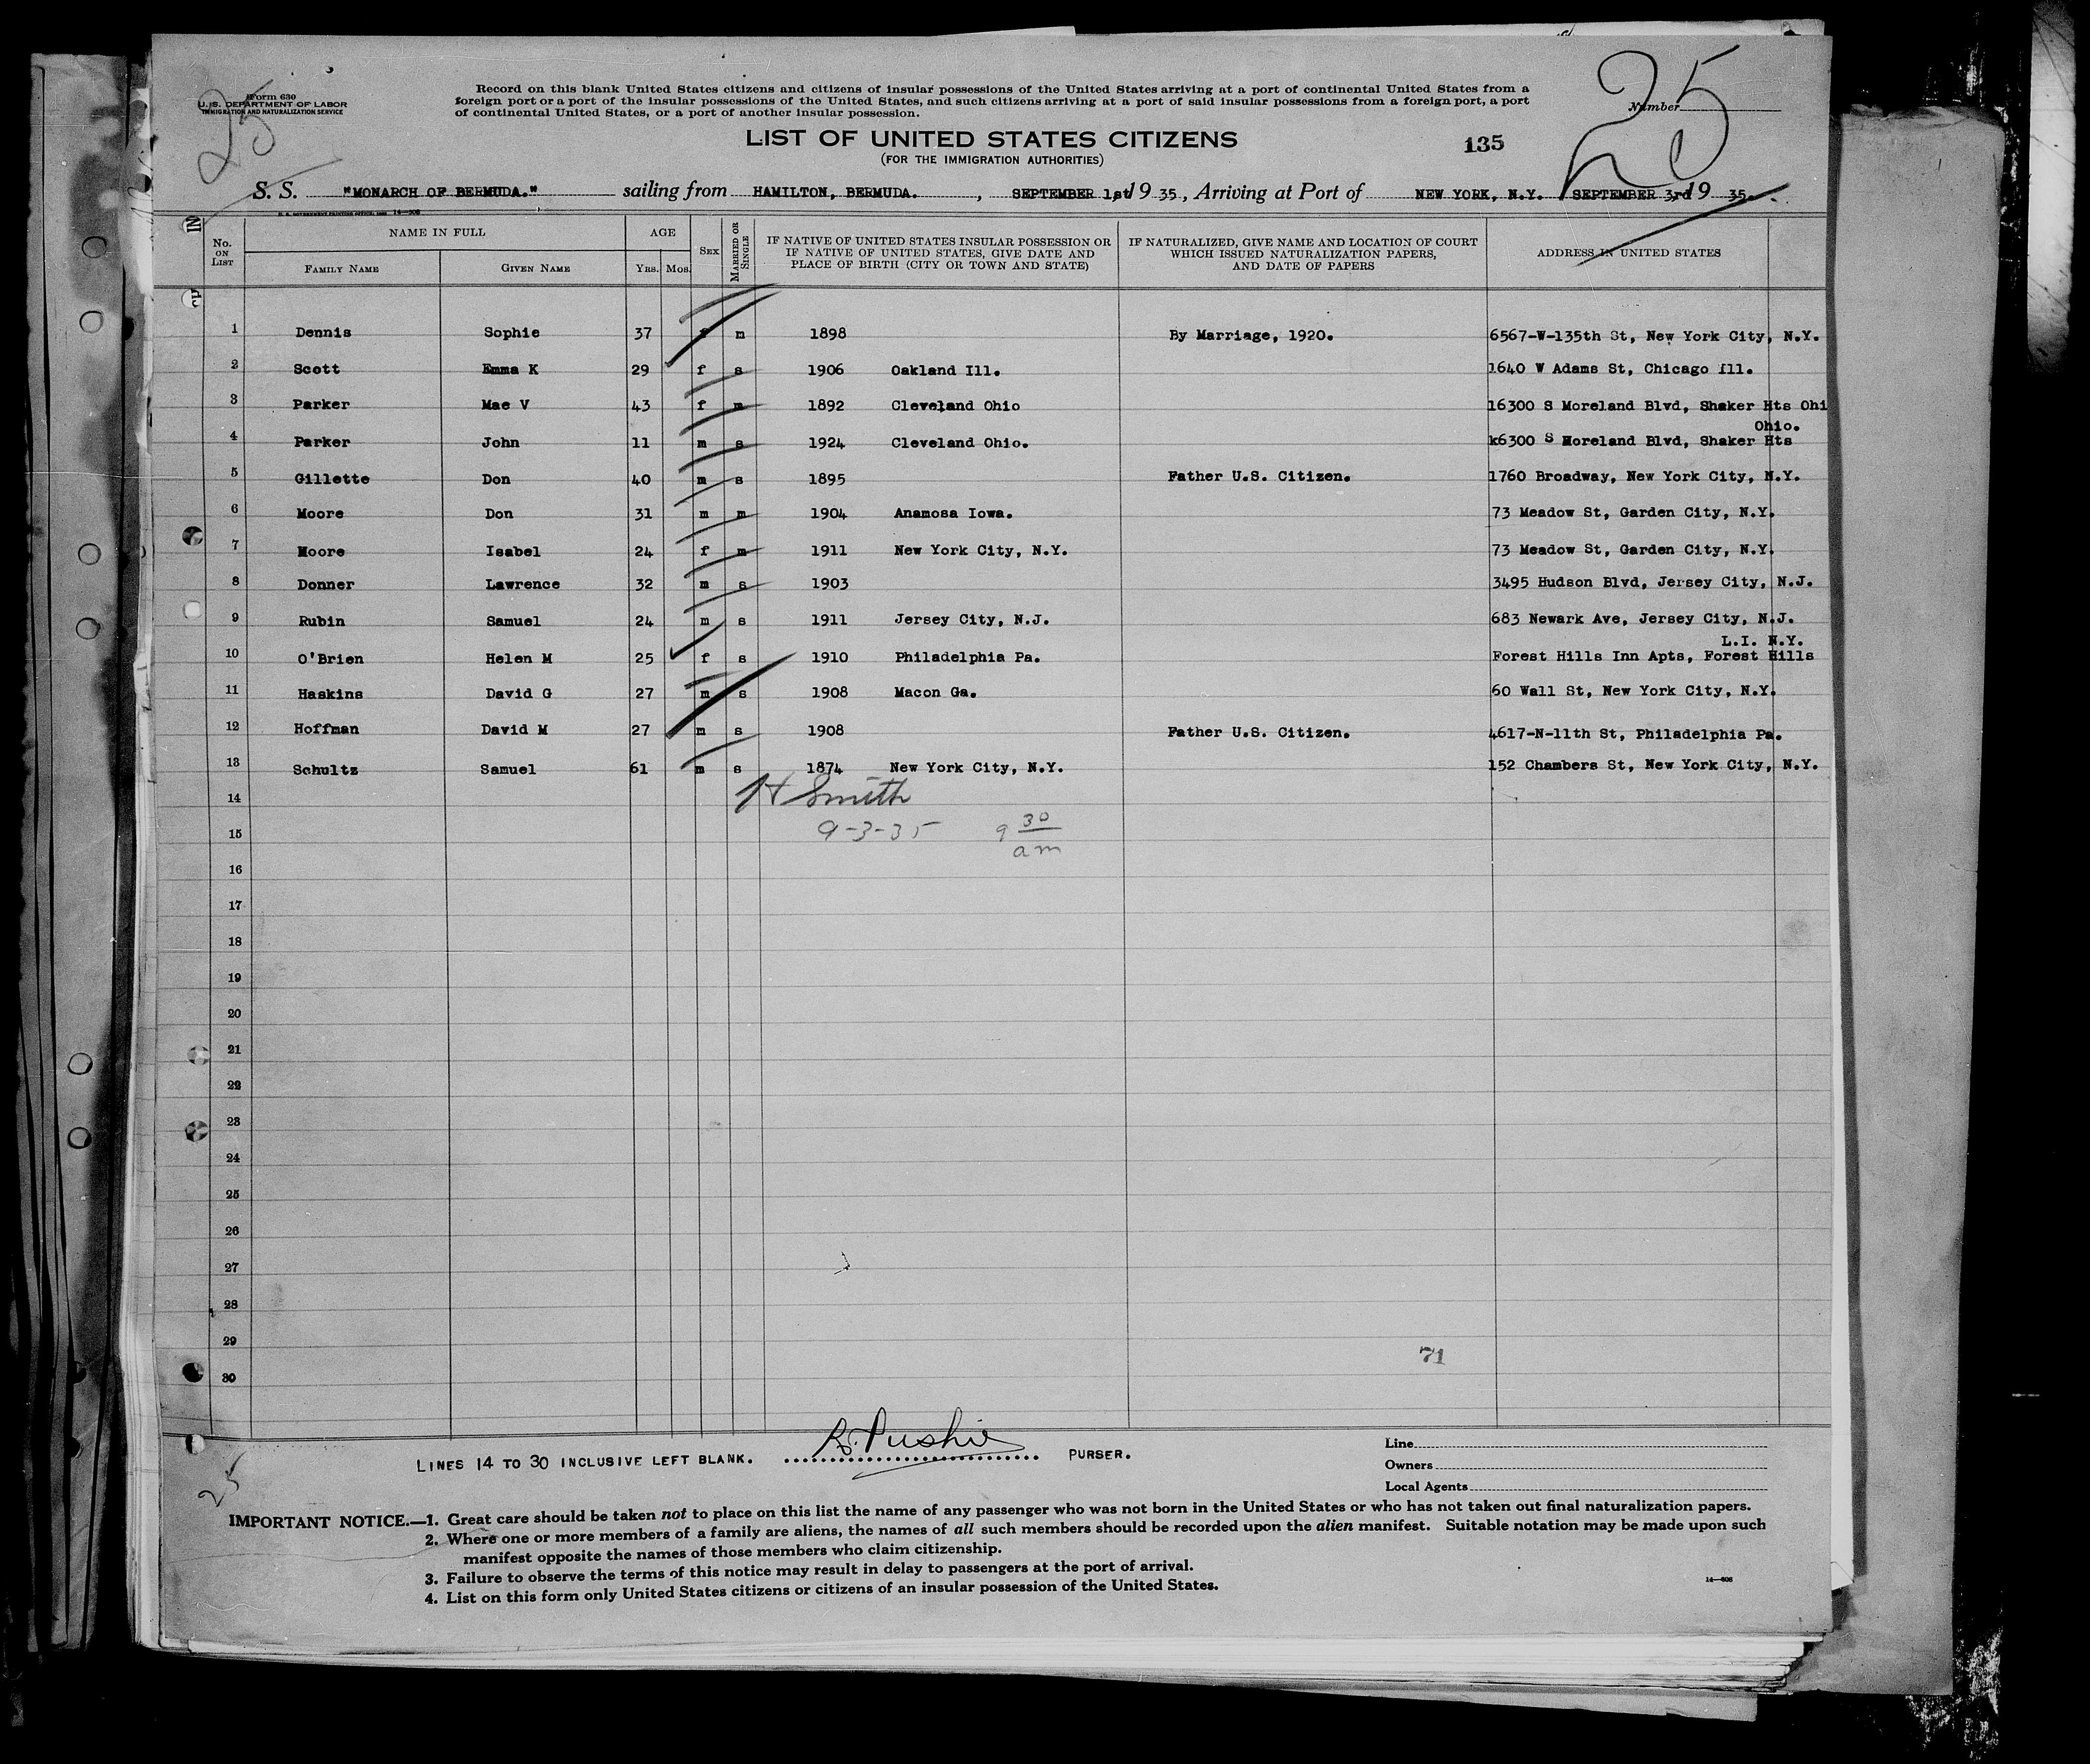 Form 630
U.S. DEPARTMENT OF LABOR
IMMIGRATION AND NATURALIZATION SERVICE
25
Record on this blank United States citizens and citizens of insular possessions of the United States arriving at a port of continental United States from a
foreign port or a port of the insular possessions of the United States, and such citizens arriving at a port of said insular possessions from a foreign port, a port
of continental United States, or a port of another insular possession.
Number
25
LIST OF UNITED STATES CITIZENS
(FOR THE IMMIGRATION AUTHORITIES)
135
S. S. "MONARCH OF BERMUDA." sailing from HAMILTON, BERMUDA. , SEPTEMBER 1st 19 35, Arriving at Port of NEW YORK, N.Y. SEPTEMBER 3rd 19 35.
No. ON LIST NAME IN FULL FAMILY NAME GIVEN NAME AGE YRS. MOS. SEX MARRIED OR SINGLE IF NATIVE OF UNITED STATES INSULAR POSSESSION OR IF NATIVE OF UNITED STATES, GIVE DATE AND PLACE OF BIRTH (CITY OR TOWN AND STATE) IF NATURALIZED, GIVE NAME AND LOCATION OF COURT WHICH ISSUED NATURALIZATION PAPERS, AND DATE OF PAPERS ADDRESS IN UNITED STATES
1 Dennis Sophie 37 f m 1898 By Marriage, 1920. 6567-W-135th St, New York City, N.Y.
2 Scott Emma K 29 f s 1906 Oakland Ill. 1640 W Adams St, Chicago Ill.
3 Parker Mae V 43 f m 1892 Cleveland Ohio 16300 S Moreland Blvd, Shaker Hts Ohi
Ohio.
4 Parker John 11 m s 1924 Cleveland Ohio. k6300 S Moreland Blvd, Shaker Hts
5 Gillette Don 40 m s 1895 Father U.S. Citizen. 1760 Broadway, New York City, N.Y.
6 Moore Don 31 m m 1904 Anamosa Iowa. 73 Meadow St, Garden City, N.Y.
7 Moore Isabel 24 f m 1911 New York City, N.Y. 73 Meadow St, Garden City, N.Y.
8 Donner Lawrence 32 m s 1903 3495 Hudson Blvd, Jersey City, N.J.
9 Rubin Samuel 24 m s 1911 Jersey City, N.J. 683 Newark Ave, Jersey City, N.J.
L.I. N.Y.
10 O'Brien Helen M 25 f s 1910 Philadelphia Pa. Forest Hills Inn Apts, Forest Hills
11 Haskins David G 27 m s 1908 Macon Ga. 60 Wall St, New York City, N.Y.
12 Hoffman David M 27 m s 1908 Father U.S. Citizen. 4617-N-11th St, Philadelphia Pa.
13 Schultz Samuel 61 m s 1874 New York City, N.Y. 152 Chambers St, New York City, N.Y.
14 H Smith
15 9-3-35 9 30 am
16
17
18
19
20
21
22
23
24
25
26
27
28
29
71
30
LINES 14 TO 30 INCLUSIVE LEFT BLANK. R. Pushie PURSER.
Line
Owners
Local Agents
25
IMPORTANT NOTICE.—1. Great care should be taken not to place on this list the name of any passenger who was not born in the United States or who has not taken out final naturalization papers.
2. Where one or more members of a family are aliens, the names of all such members should be recorded upon the alien manifest. Suitable notation may be made upon such
manifest opposite the names of those members who claim citizenship.
3. Failure to observe the terms of this notice may result in delay to passengers at the port of arrival.
4. List on this form only United States citizens or citizens of an insular possession of the United States.
14—608